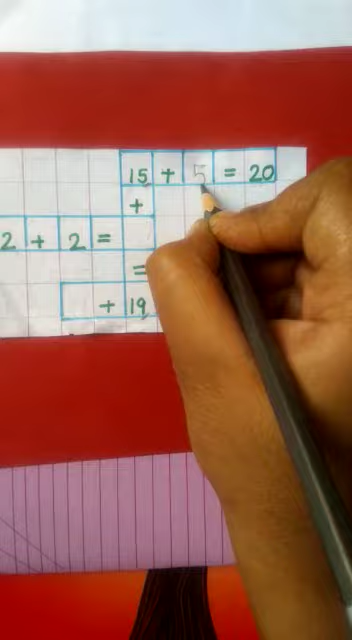 15 + 5 = 20
+
2 + 2 =
=
+ 19